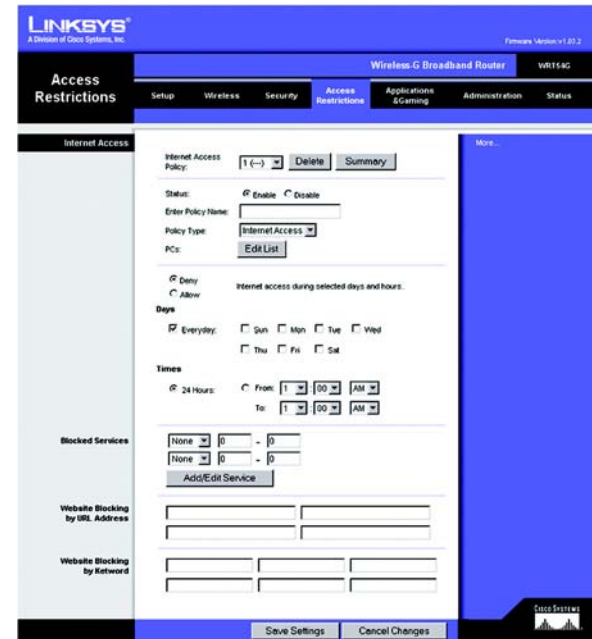 LINKSYS®
A Division of Cisco Systems, Inc.
Firmware Version: v1.80.2
Wireless-G Broadband Router
WRT54G
Access Restrictions
Setup
Wireless
Security
Access Restrictions
Applications & Gaming
Administration
Status
Internet Access
Internet Access Policy:
1 (---)
Delete
Summary
More...
Status:
Enable
Disable
Enter Policy Name:
Policy Type:
Internet Access
PCs:
Edit List
Deny
Allow
Internet access during selected days and hours.
Days
Everyday:
Sun
Mon
Tue
Wed
Thu
Fri
Sat
Times
24 Hours:
From:
1 : 00 AM
To:
1 : 00 AM
Blocked Services
None 0 - 0
None 0 - 0
Add/Edit Service
Website Blocking by URL Address
Website Blocking by Ketword
Save Settings
Cancel Changes
CISCO SYSTEMS